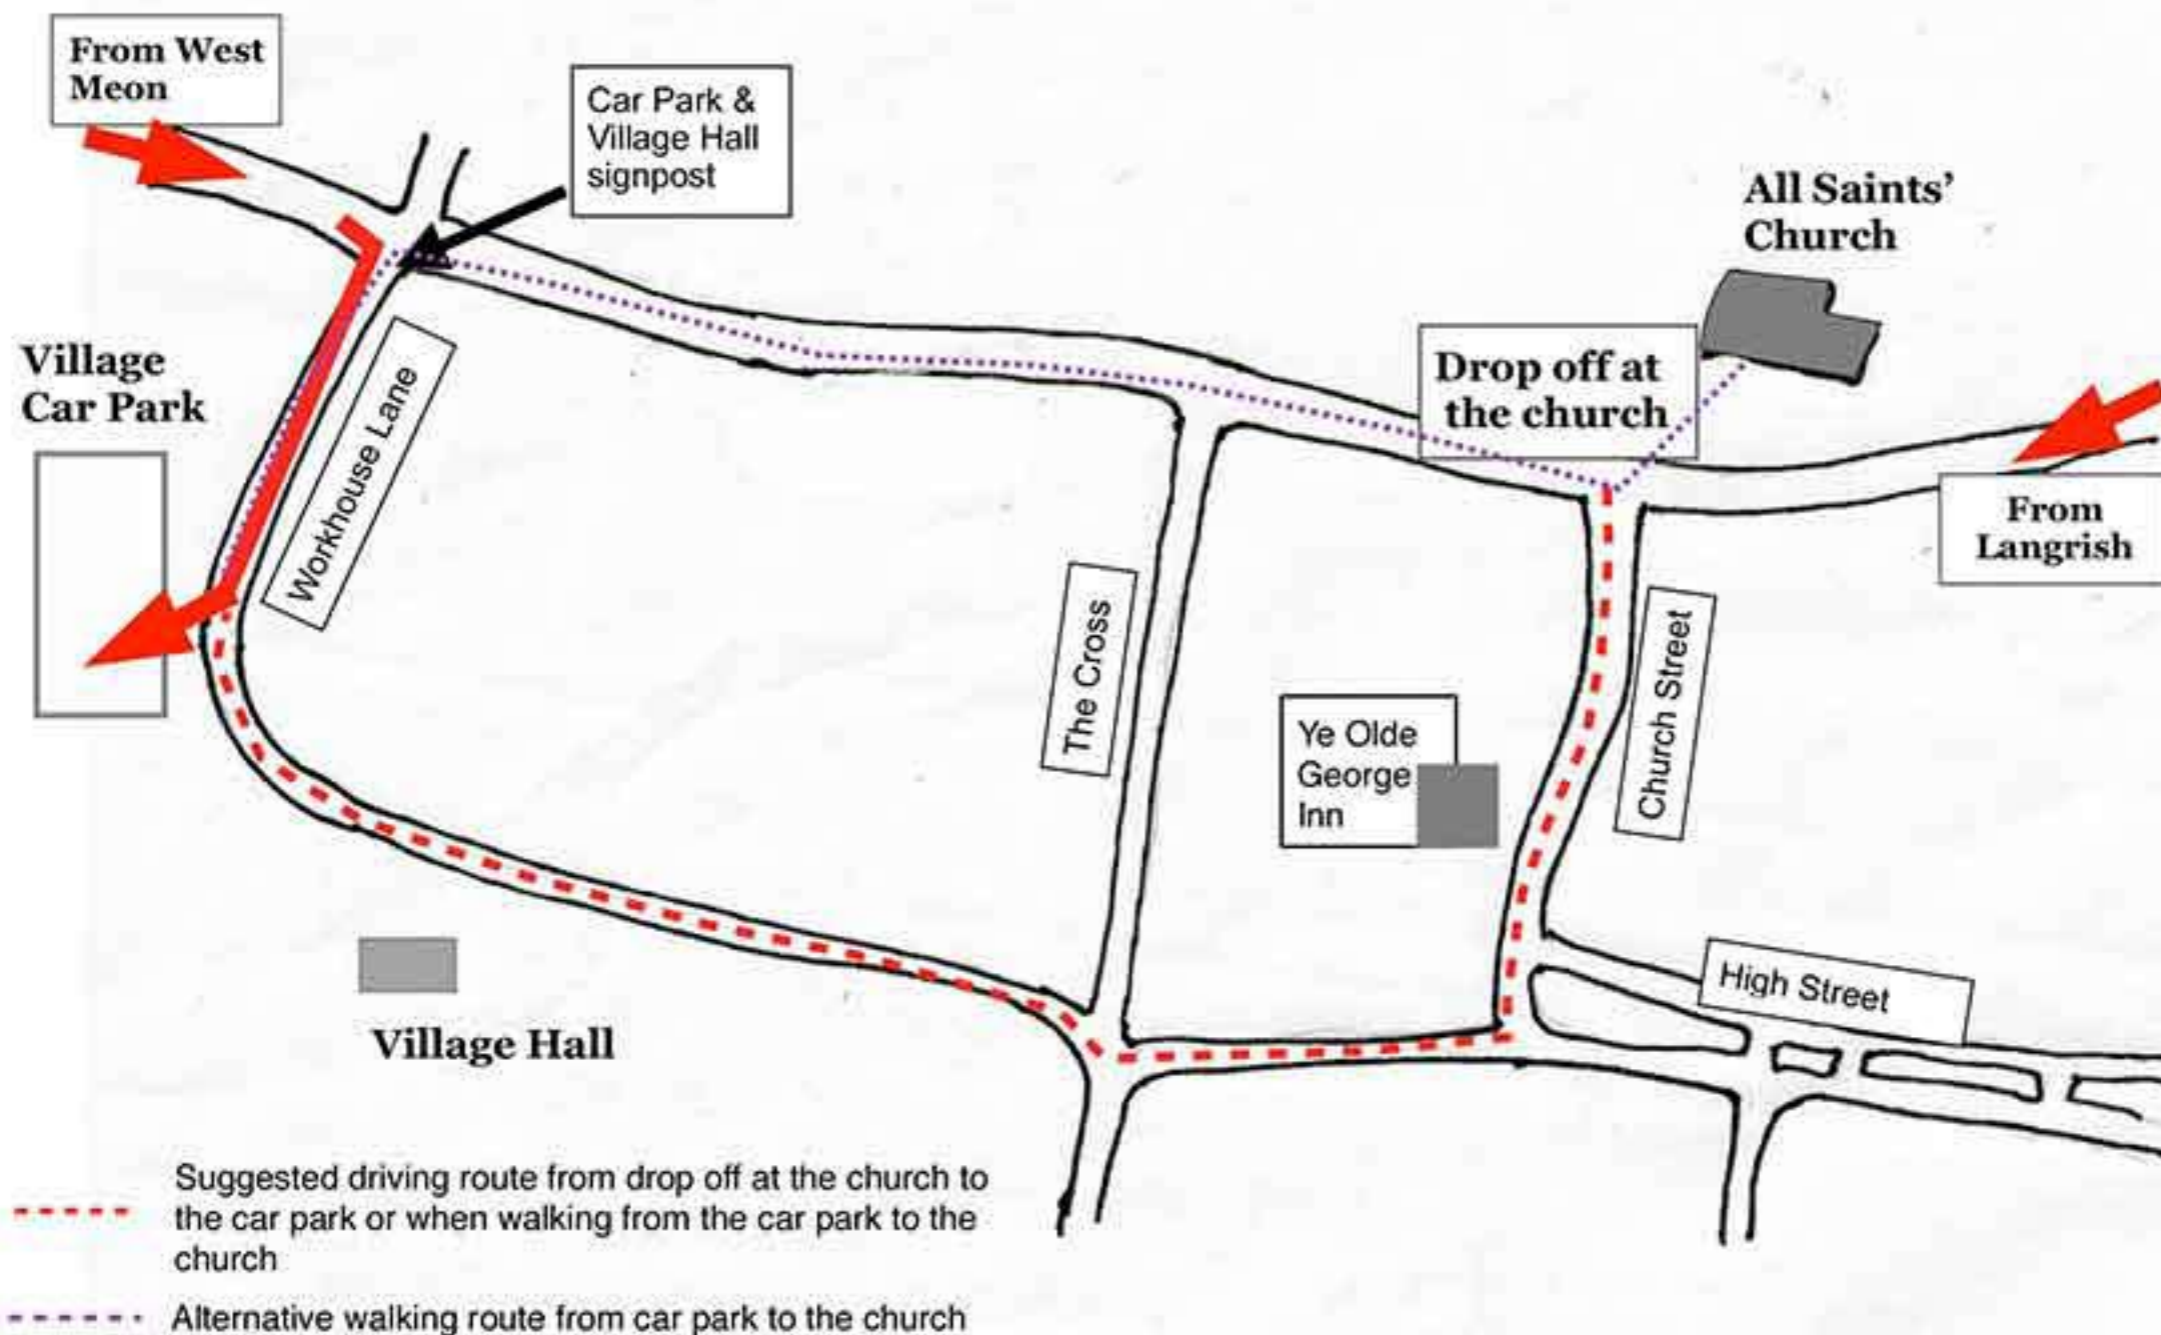 From West
Meon
Car Park &
Village Hall
signpost
All Saints'
Church
Village
Car Park
Workhouse Lane
Drop off at
the church
From
Langrish
The Cross
Ye Olde
George
Inn
Church Street
High Street
Village Hall
Suggested driving route from drop off at the church to
the car park or when walking from the car park to the
church
Alternative walking route from car park to the church